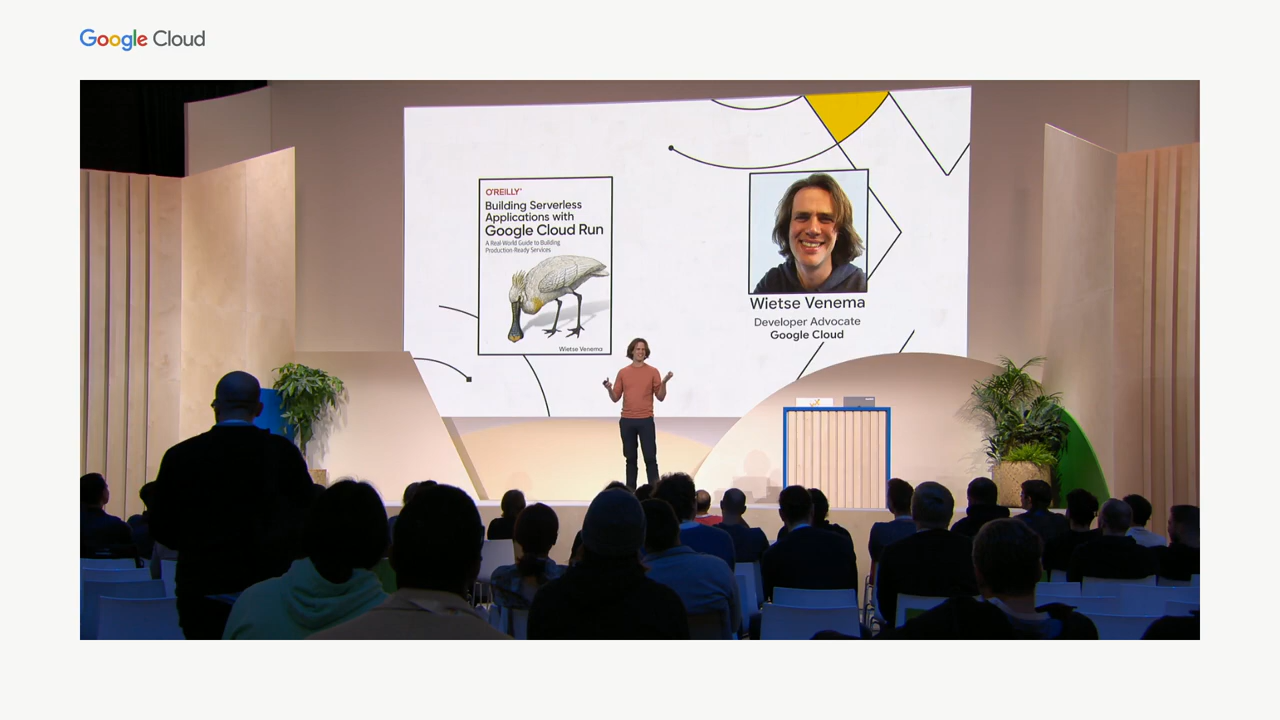 Google Cloud
O'REILLY
Building Serverless
Applications with
Google Cloud Run
A Real-World Guide to Building
Production-Ready Services
Wietse Venema
Wietse Venema
Developer Advocate
Google Cloud